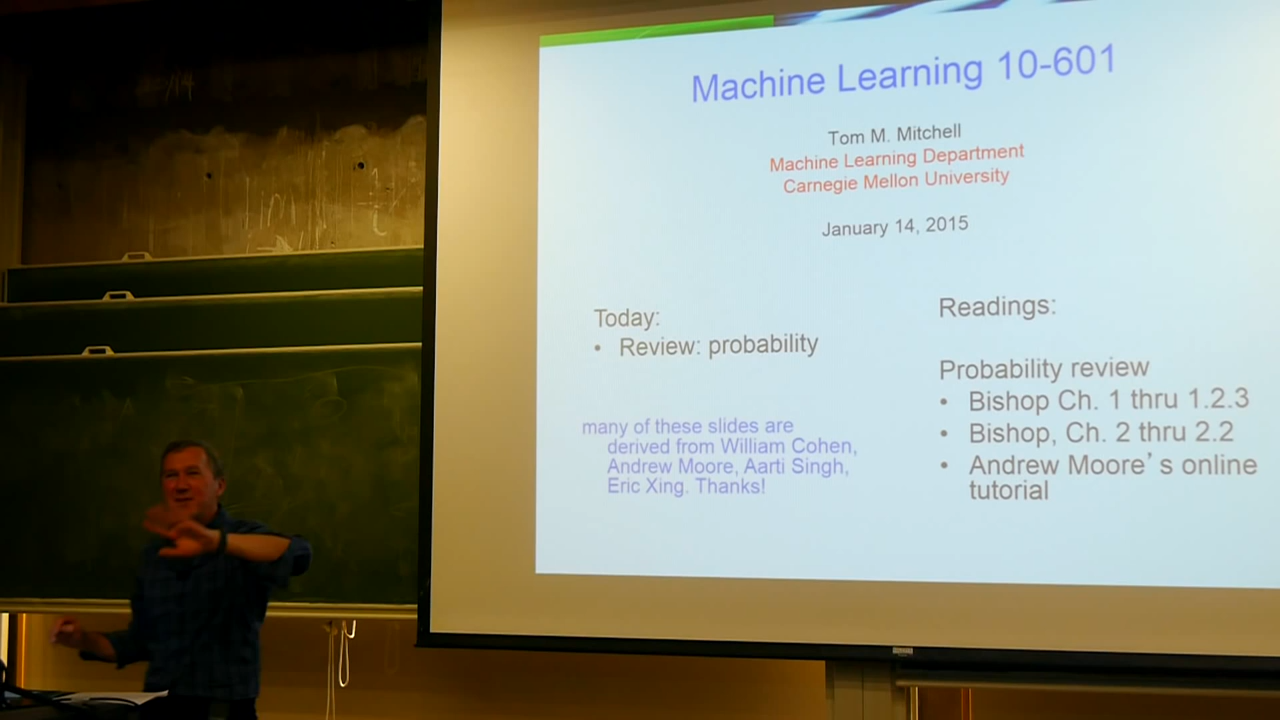 Machine Learning 10-601
Tom M. Mitchell
Machine Learning Department
Carnegie Mellon University
January 14, 2015
Today:
• Review: probability
many of these slides are
derived from William Cohen,
Andrew Moore, Aarti Singh,
Eric Xing. Thanks!
Readings:
Probability review
• Bishop Ch. 1 thru 1.2.3
• Bishop, Ch. 2 thru 2.2
• Andrew Moore’s online
tutorial